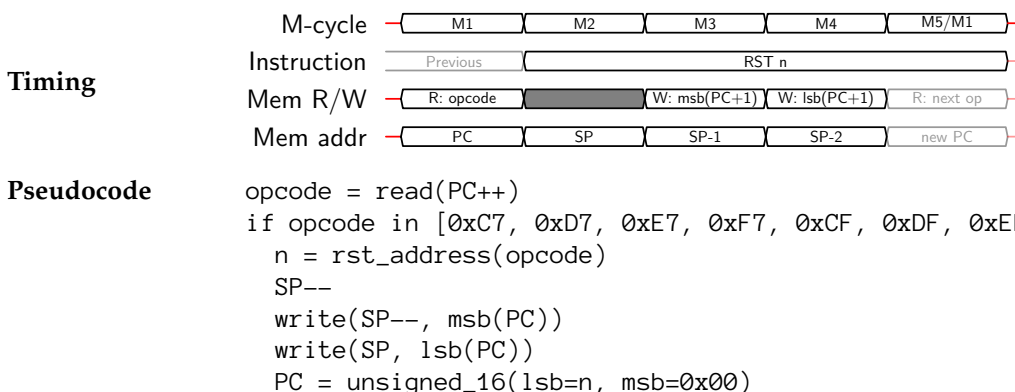 Timing
M-cycle M1 M2 M3 M4 M5/M1
Instruction Previous RST n
Mem R/W R: opcode W: msb(PC+1) W: lsb(PC+1) R: next op
Mem addr PC SP SP-1 SP-2 new PC
Pseudocode opcode = read(PC++)
if opcode in [0xC7, 0xD7, 0xE7, 0xF7, 0xCF, 0xDF,
n = rst_address(opcode)
SP--
write(SP--, msb(PC))
write(SP, lsb(PC))
PC = unsigned_16(lsb=n, msb=0x00)